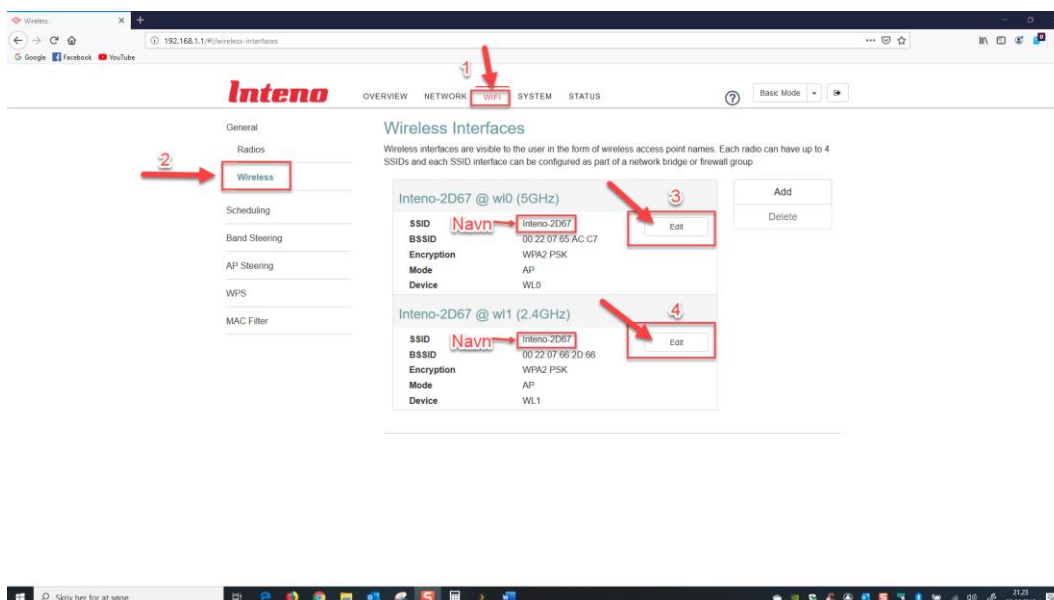 Wireless
192.168.1.1/#!/wireless-interfaces
Google Facebook YouTube
1
Inteno
OVERVIEW NETWORK WIFI SYSTEM STATUS
Basic Mode
General
Radios
2
Wireless
Scheduling
Band Steering
AP Steering
WPS
MAC Filter
Wireless Interfaces
Wireless interfaces are visible to the user in the form of wireless access point names. Each radio can have up to 4
SSIDs and each SSID interface can be configured as part of a network bridge or firewall group.
Inteno-2D67 @ wl0 (5GHz)
3
SSID Navn Inteno-2D67
Edit
BSSID 00:22:07:65:AC:C7
Encryption WPA2 PSK
Mode AP
Device WL0
Inteno-2D67 @ wl1 (2.4GHz)
4
SSID Navn Inteno-2D67
Edit
BSSID 00:22:07:66:2D:66
Encryption WPA2 PSK
Mode AP
Device WL1
Add
Delete
Skriv her for at søge
21.23